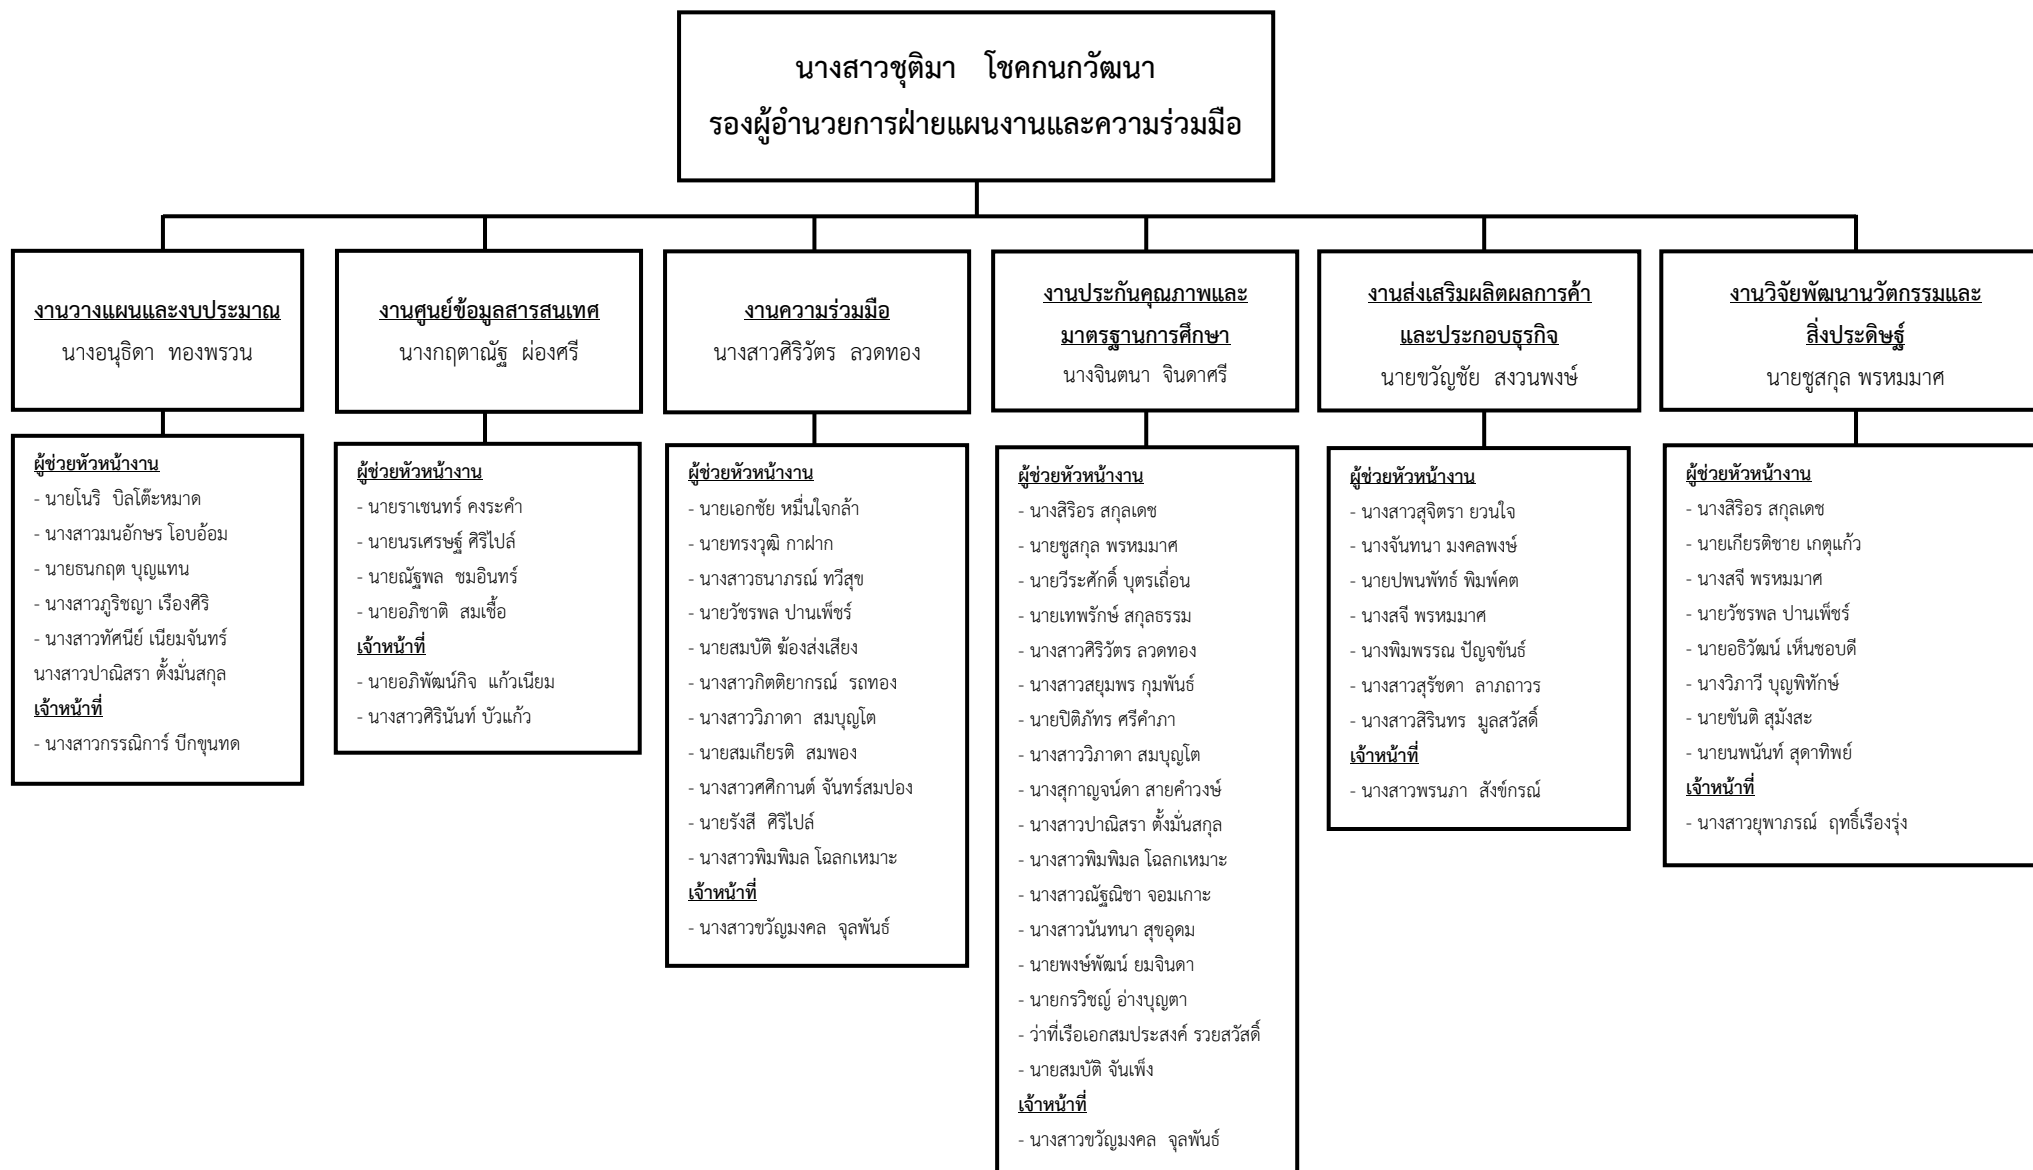 นางสาวชุติมา โชคกนกวัฒนา
รองผู้อำนวยการฝ่ายแผนงานและความร่วมมือ
งานวางแผนและงบประมาณ
นางอนุธิดา ทองพรวน
ผู้ช่วยหัวหน้างาน
- นายโนริ บิลโต๊ะหมาด
- นางสาวมนอักษร โอบอ้อม
- นายธนกฤต บุญแทน
- นางสาวภูริชญา เรืองศิริ
- นางสาวทัศนีย์ เนียมจันทร์
นางสาวปาณิสรา ตั้งมั่นสกุล
เจ้าหน้าที่
- นางสาวกรรณิการ์ บีกขุนทด
งานศูนย์ข้อมูลสารสนเทศ
นางกฤตาณัฐ ผ่องศรี
ผู้ช่วยหัวหน้างาน
- นายราเชนทร์ คงระคำ
- นายนรเศรษฐ์ ศิริไปล์
- นายณัฐพล ชมอินทร์
- นายอภิชาติ สมเชื้อ
เจ้าหน้าที่
- นายอภิพัฒน์กิจ แก้วเนียม
- นางสาวศิรินันท์ บัวแก้ว
งานความร่วมมือ
นางสาวศิริวัตร ลวดทอง
ผู้ช่วยหัวหน้างาน
- นายเอกชัย หมื่นใจกล้า
- นายทรงวุฒิ กาฝาก
- นางสาวธนาภรณ์ ทวีสุข
- นายวัชรพล ปานเพ็ชร์
- นายสมบัติ ฆ้องส่งเสียง
- นางสาวกิตติยากรณ์ รถทอง
- นางสาววิภาดา สมบุญโต
- นายสมเกียรติ สมพอง
- นางสาวศศิกานต์ จันทร์สมปอง
- นายรังสี ศิริไปล์
- นางสาวพิมพิมล โฉลกเหมาะ
เจ้าหน้าที่
- นางสาวขวัญมงคล จุลพันธ์
งานประกันคุณภาพและ
มาตรฐานการศึกษา
นางจินตนา จินดาศรี
ผู้ช่วยหัวหน้างาน
- นางสิริอร สกุลเดช
- นายชูสกุล พรหมมาศ
- นายวีระศักดิ์ บุตรเถื่อน
- นายเทพรักษ์ สกุลธรรม
- นางสาวศิริวัตร ลวดทอง
- นางสาวสยุมพร กุมพันธ์
- นายปิติภัทร ศรีคำภา
- นางสาววิภาดา สมบุญโต
- นางสุกาญจน์ดา สายคำวงษ์
- นางสาวปาณิสรา ตั้งมั่นสกุล
- นางสาวพิมพิมล โฉลกเหมาะ
- นางสาวณัฐณิชา จอมเกาะ
- นางสาวนันทนา สุขอุดม
- นายพงษ์พัฒน์ ยมจินดา
- นายกรวิชญ์ อ่างบุญตา
- ว่าที่เรือเอกสมประสงค์ รวยสวัสดิ์
- นายสมบัติ จันเพ็ง
เจ้าหน้าที่
- นางสาวขวัญมงคล จุลพันธ์
งานส่งเสริมผลิตผลการค้า
และประกอบธุรกิจ
นายขวัญชัย สงวนพงษ์
ผู้ช่วยหัวหน้างาน
- นางสาวสุจิตรา ยวนใจ
- นางจันทนา มงคลพงษ์
- นายปพนพัทธ์ พิมพ์คต
- นางสจี พรหมมาศ
- นางพิมพรรณ ปัญจขันธ์
- นางสาวสุรัชดา ลาภถาวร
- นางสาวสิรินทร มูลสวัสดิ์
เจ้าหน้าที่
- นางสาวพรนภา สังข์กรณ์
งานวิจัยพัฒนานวัตกรรมและ
สิ่งประดิษฐ์
นายชูสกุล พรหมมาศ
ผู้ช่วยหัวหน้างาน
- นางสิริอร สกุลเดช
- นายเกียรติชาย เกตุแก้ว
- นางสจี พรหมมาศ
- นายวัชรพล ปานเพ็ชร์
- นายอธิวัฒน์ เห็นชอบดี
- นางวิภาวี บุญพิทักษ์
- นายขันติ สุมังสะ
- นายนพนันท์ สุดาทิพย์
เจ้าหน้าที่
- นางสาวยุพาภรณ์ ฤทธิ์เรืองรุ่ง